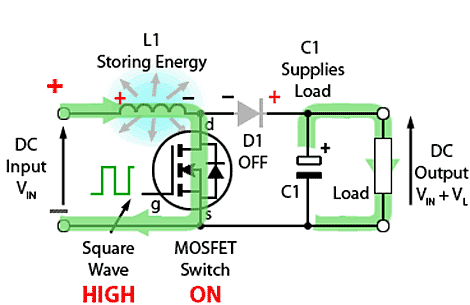 L1
Storing Energy
C1
Supplies
Load
+
+
−
−
+
d
D1
OFF
DC
Input
VIN
g
s
+
C1
Load
DC
Output
VIN + VL
−
Square
Wave
HIGH
MOSFET
Switch
ON